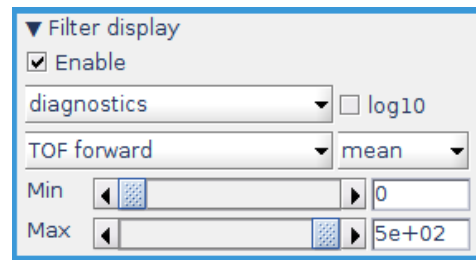 Filter display
Enable
diagnostics log10
TOF forward mean
Min 0
Max 5e+02